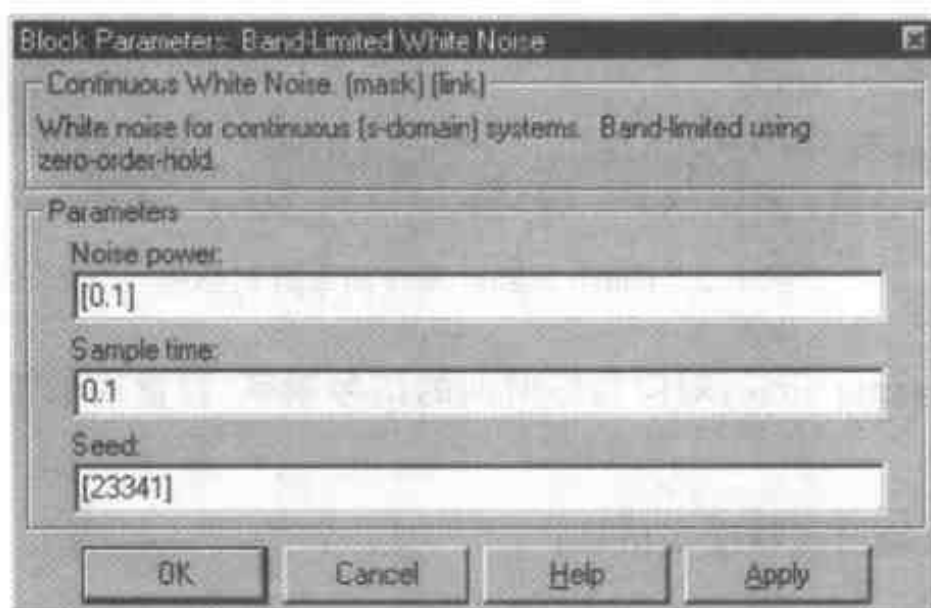 Block Parameters: Band-Limited White Noise
Continuous White Noise. (mask) (link)
White noise for continuous (s-domain) systems. Band-limited using
zero-order-hold.
Parameters
Noise power:
[0.1]
Sample time:
0.1
Seed:
[23341]
OK
Cancel
Help
Apply